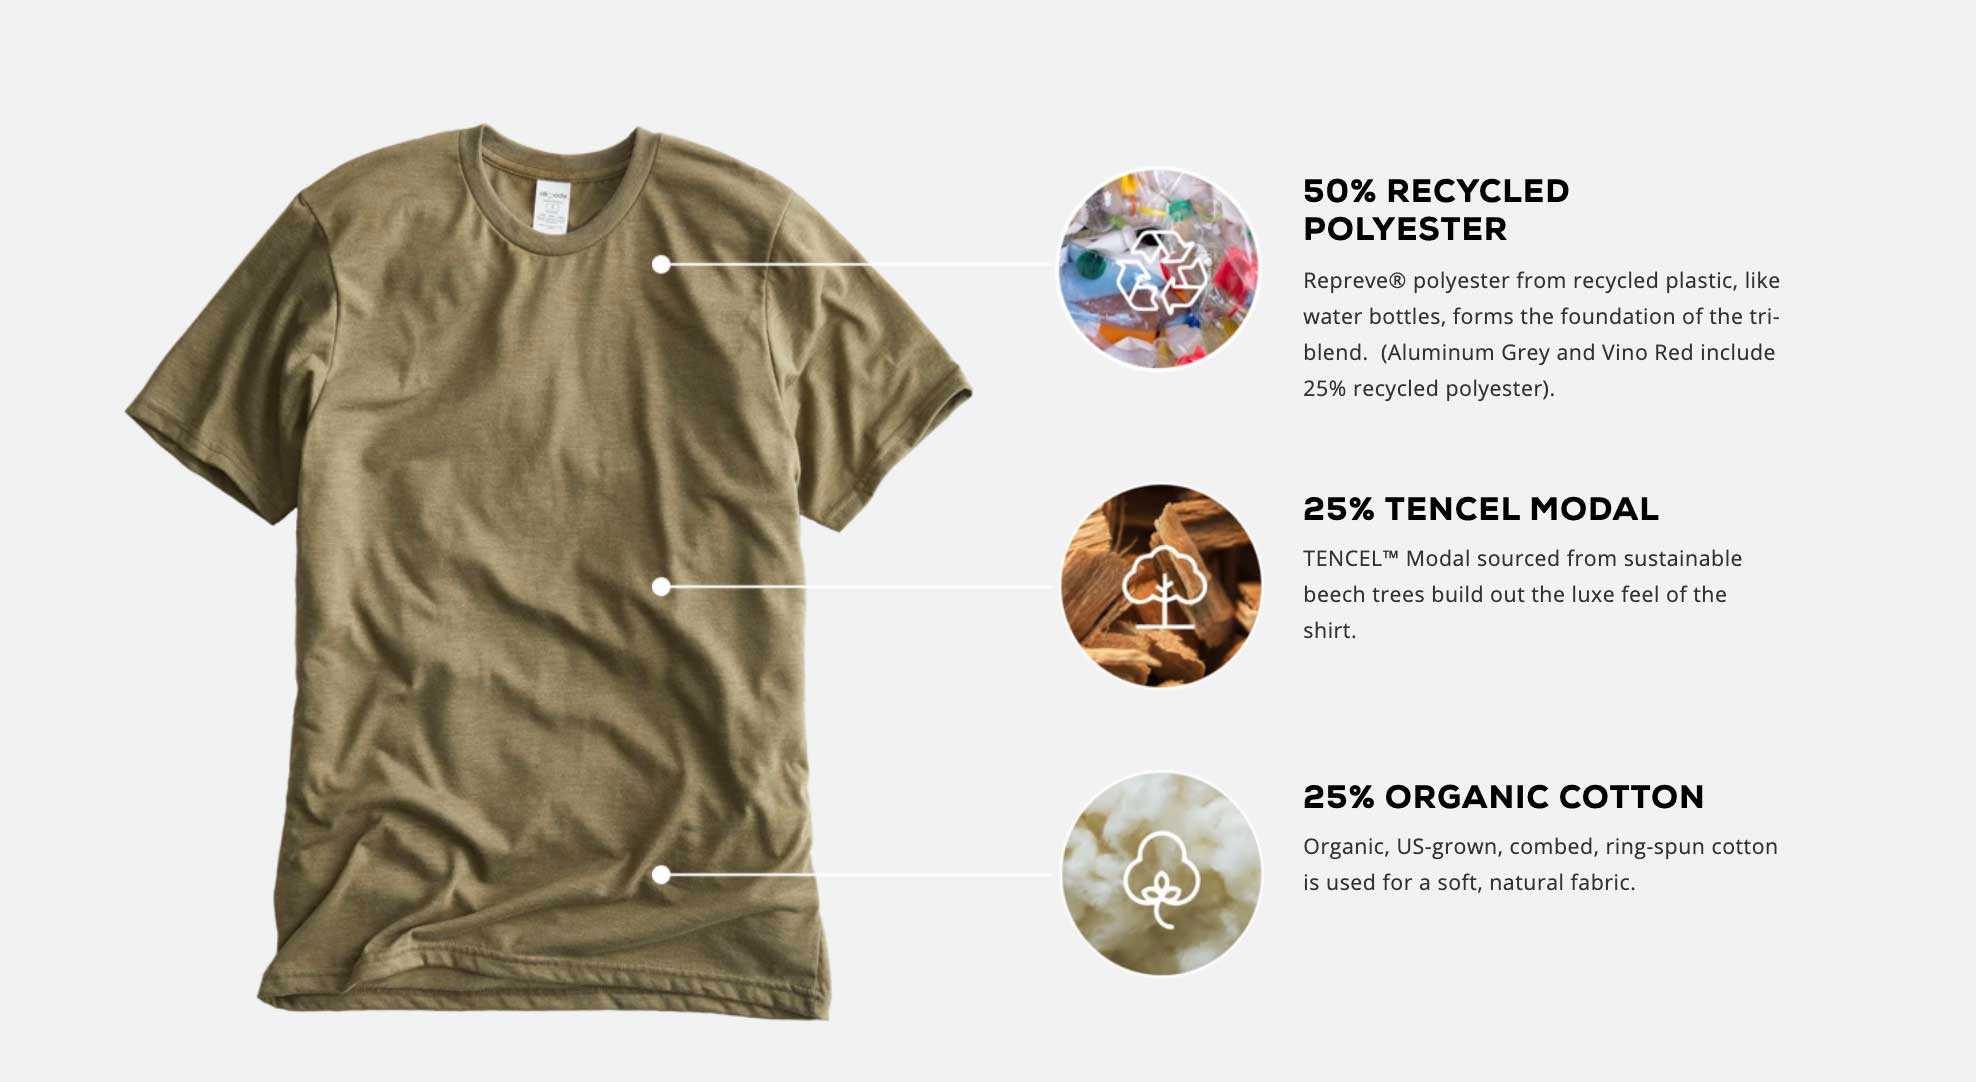 50% RECYCLED
POLYESTER
Repreve® polyester from recycled plastic, like
water bottles, forms the foundation of the tri-
blend.  (Aluminum Grey and Vino Red include
25% recycled polyester).
25% TENCEL MODAL
TENCEL™ Modal sourced from sustainable
beech trees build out the luxe feel of the
shirt.
25% ORGANIC COTTON
Organic, US-grown, combed, ring-spun cotton
is used for a soft, natural fabric.